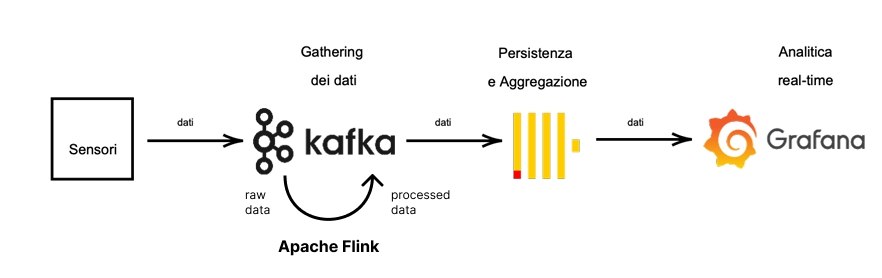 Gathering
dei dati
Persistenza
e Aggregazione
Analitica
real-time
Sensori
dati
kafka
dati
dati
Grafana
raw
data
processed
data
Apache Flink